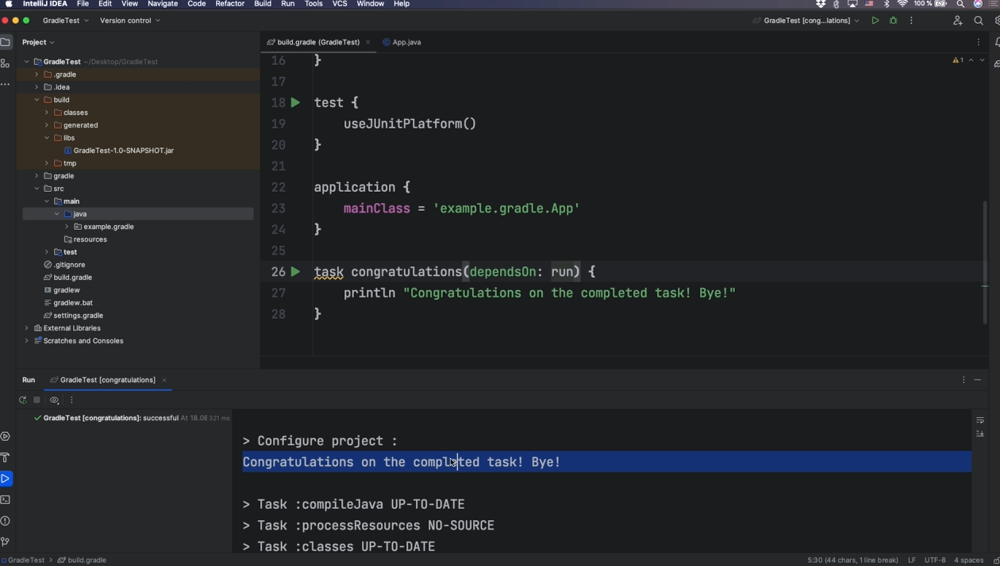 IntelliJ IDEA File Edit View Navigate Code Refactor Build Run Tools VCS Window Help 100 %
GradleTest Version control GradleTest [cong...lations]
Project
build.gradle (GradleTest) App.java
GradleTest ~/Desktop/GradleTest
.gradle
.idea
build
classes
generated
libs
GradleTest-1.0-SNAPSHOT.jar
tmp
gradle
src
main
java
example.gradle
resources
test
.gitignore
build.gradle
gradlew
gradlew.bat
settings.gradle
External Libraries
Scratches and Consoles
1
16 }
17
18 test {
19 useJUnitPlatform()
20 }
21
22 application {
23 mainClass = 'example.gradle.App'
24 }
25
26 task congratulations(dependsOn: run) {
27 println "Congratulations on the completed task! Bye!"
28 }
Run GradleTest [congratulations]
GradleTest [congratulations]: successful At 18.08 321 ms
> Configure project :
Congratulations on the completed task! Bye!
> Task :compileJava UP-TO-DATE
> Task :processResources NO-SOURCE
> Task :classes UP-TO-DATE
GradleTest > build.gradle 5:30 (44 chars, 1 line break) LF UTF-8 4 spaces